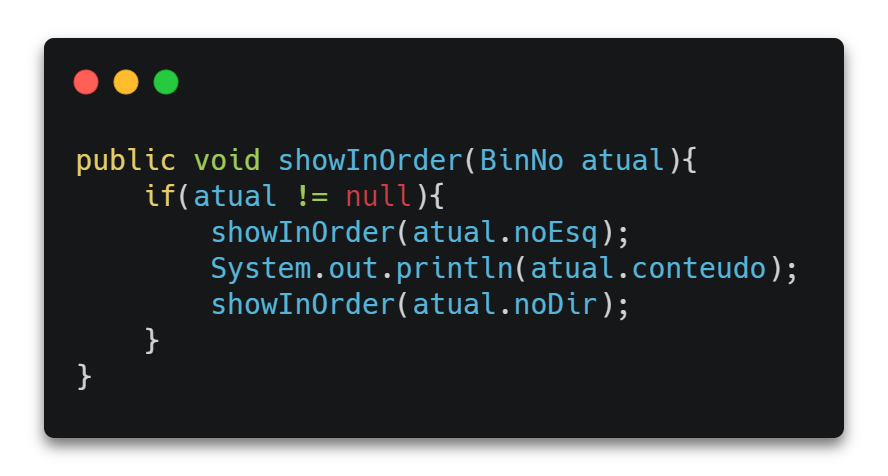 public void showInOrder(BinNo atual){
    if(atual != null){
        showInOrder(atual.noEsq);
        System.out.println(atual.conteudo);
        showInOrder(atual.noDir);
    }
}